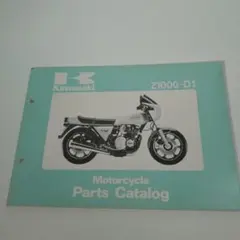 Kawasaki
Z1000-D1
Motorcycle
Parts Catalog